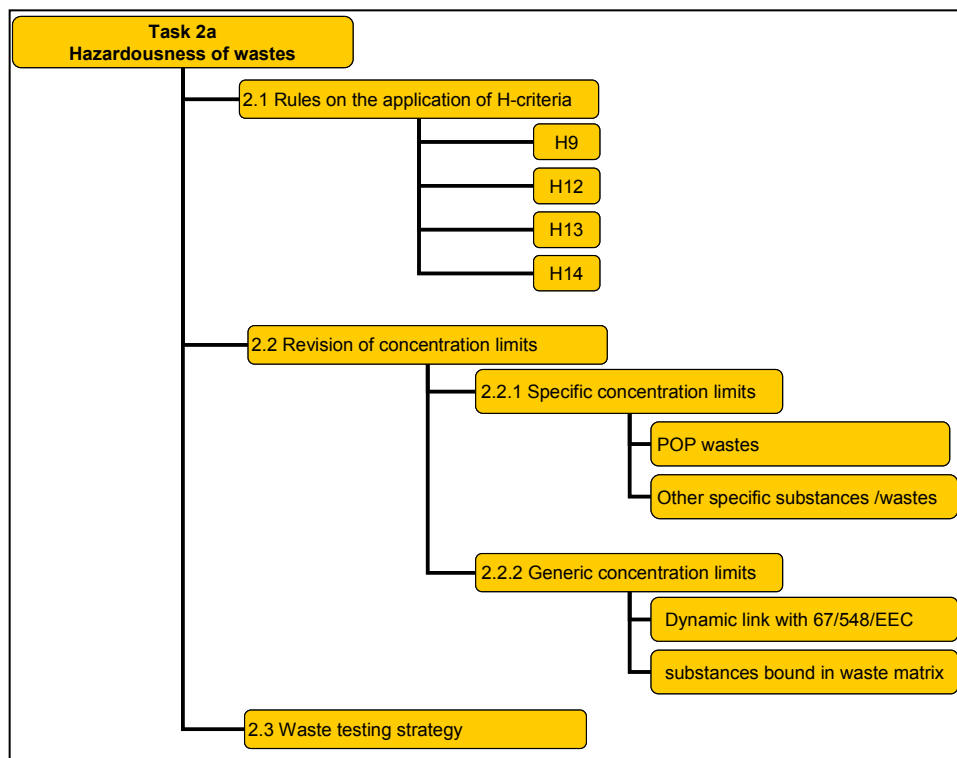 Task 2a
Hazardousness of wastes
2.1 Rules on the application of H-criteria
H9
H12
H13
H14
2.2 Revision of concentration limits
2.2.1 Specific concentration limits
POP wastes
Other specific substances /wastes
2.2.2 Generic concentration limits
Dynamic link with 67/548/EEC
substances bound in waste matrix
2.3 Waste testing strategy